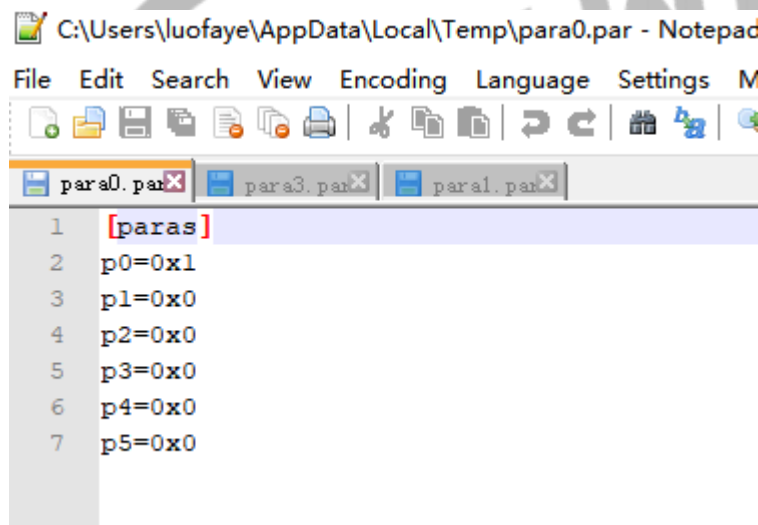 C:\Users\luofaye\AppData\Local\Temp\para0.par - Notepad
File Edit Search View Encoding Language Settings M
para0.par para3.par para1.par
1 [paras]
2 p0=0x1
3 p1=0x0
4 p2=0x0
5 p3=0x0
6 p4=0x0
7 p5=0x0